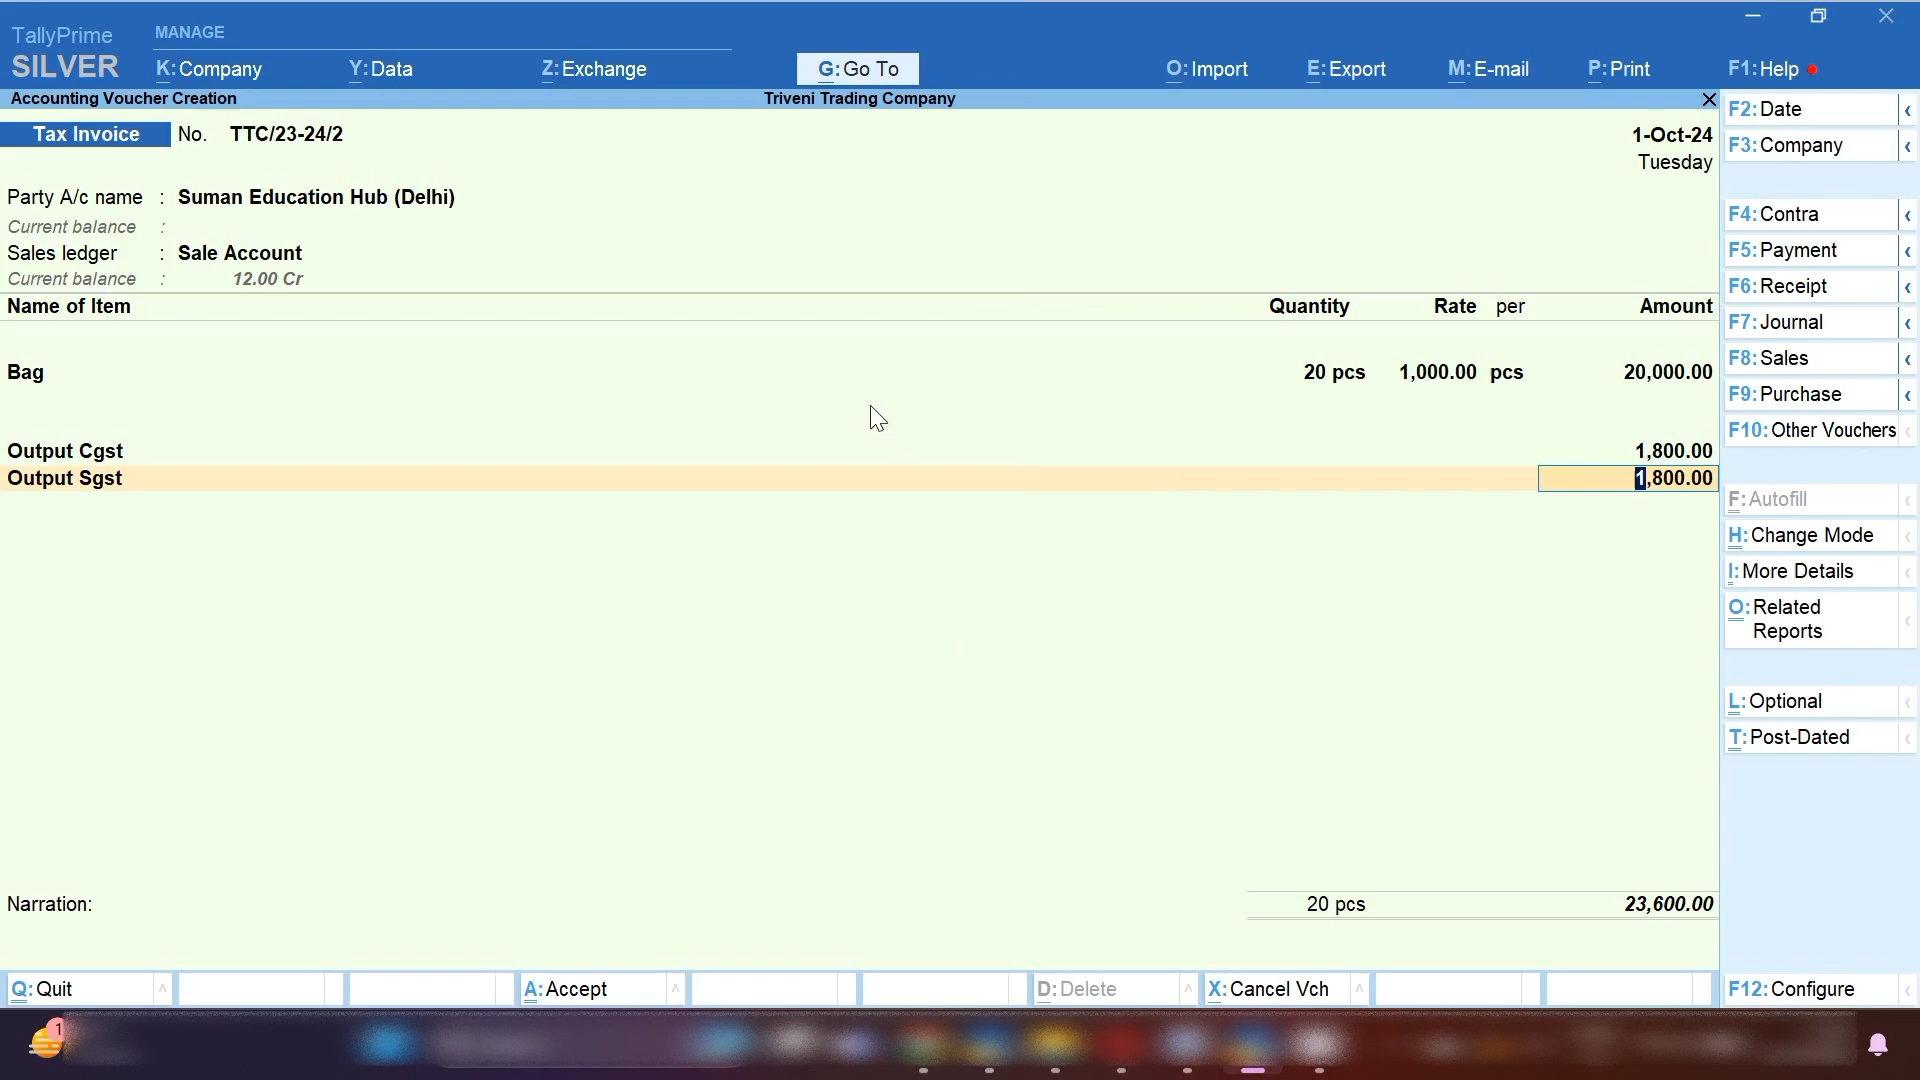 TallyPrime
SILVER
MANAGE
K:Company
Y:Data
Z:Exchange
G:Go To
O:Import
E:Export
M:E-mail
P:Print
F1:Help
Accounting Voucher Creation
Triveni Trading Company
Tax Invoice No. TTC/23-24/2
1-Oct-24
Tuesday
Party A/c name : Suman Education Hub (Delhi)
Current balance :
Sales ledger : Sale Account
Current balance : 12.00 Cr
Name of Item Quantity Rate per Amount
Bag 20 pcs 1,000.00 pcs 20,000.00
Output Cgst 1,800.00
Output Sgst 1,800.00
Narration: 20 pcs 23,600.00
F2:Date
F3:Company
F4:Contra
F5:Payment
F6:Receipt
F7:Journal
F8:Sales
F9:Purchase
F10:Other Vouchers
F:Autofill
H:Change Mode
I:More Details
O:Related
Reports
L:Optional
T:Post-Dated
F12:Configure
Q:Quit
A:Accept
D:Delete
X:Cancel Vch
1